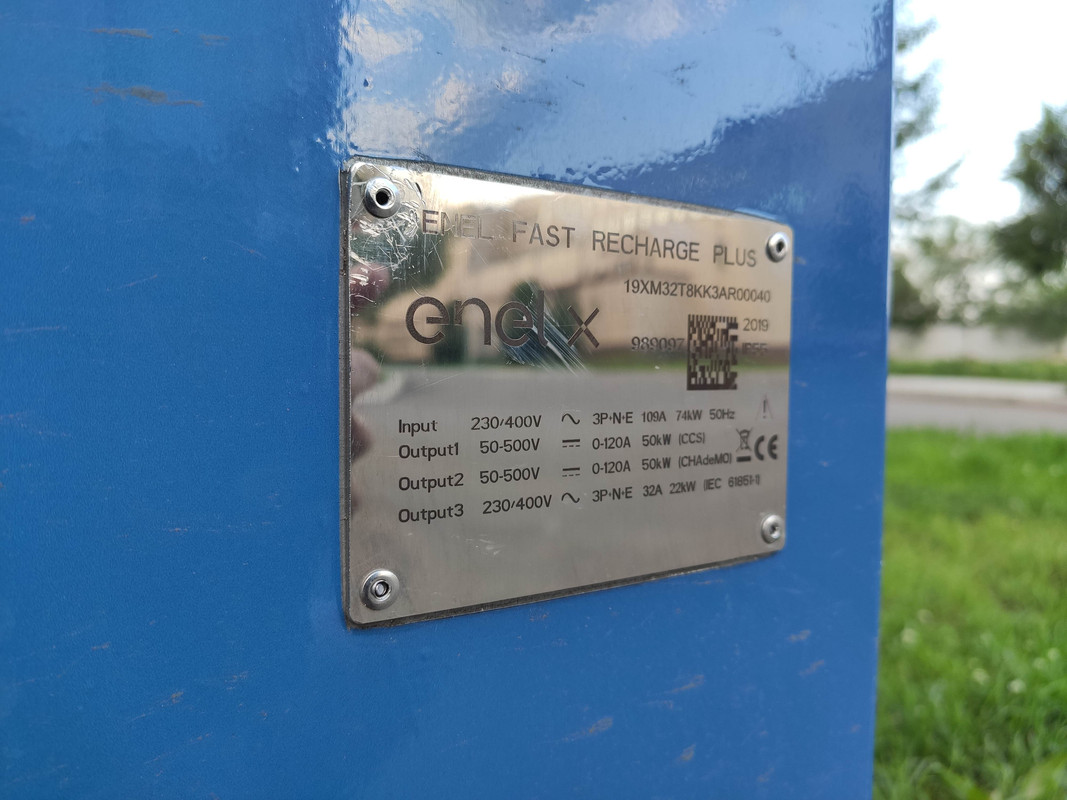 ENEL FAST RECHARGE PLUS
19XM32T8KK3AR00040
enel x
2019
989097
IP55
Input 230/400V ~ 3P+N+E 109A 74kW 50Hz
Output1 50-500V ⎓ 0-120A 50kW (CCS)
Output2 50-500V ⎓ 0-120A 50kW (CHAdeMO)
Output3 230/400V ~ 3P+N+E 32A 22kW (IEC 61851-1)
CE